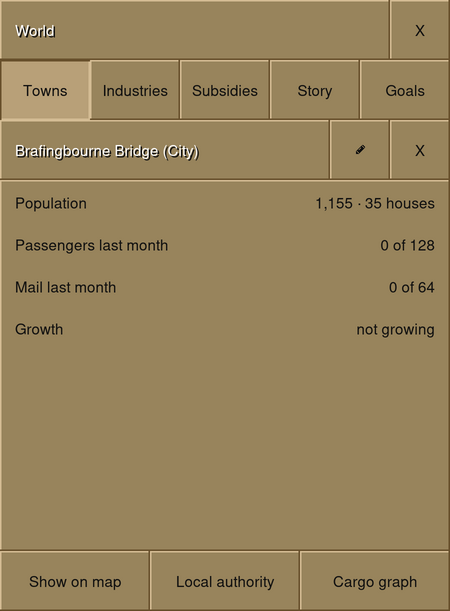 World X
Towns Industries Subsidies Story Goals
Brafingbourne Bridge (City) X
Population 1,155 · 35 houses
Passengers last month 0 of 128
Mail last month 0 of 64
Growth not growing
Show on map Local authority Cargo graph